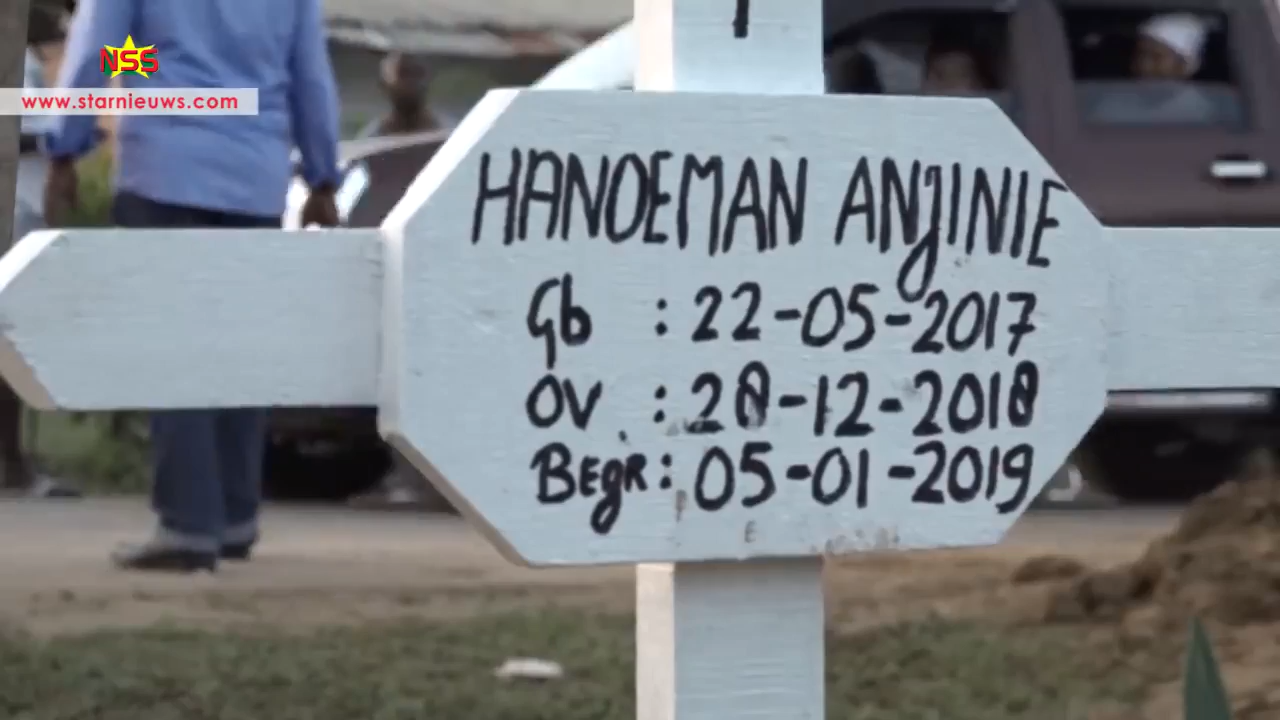 NSS
www.starnieuws.com
HANOEMAN ANJINIE
Gb : 22-05-2017
OV : 28-12-2018
Begr: 05-01-2019